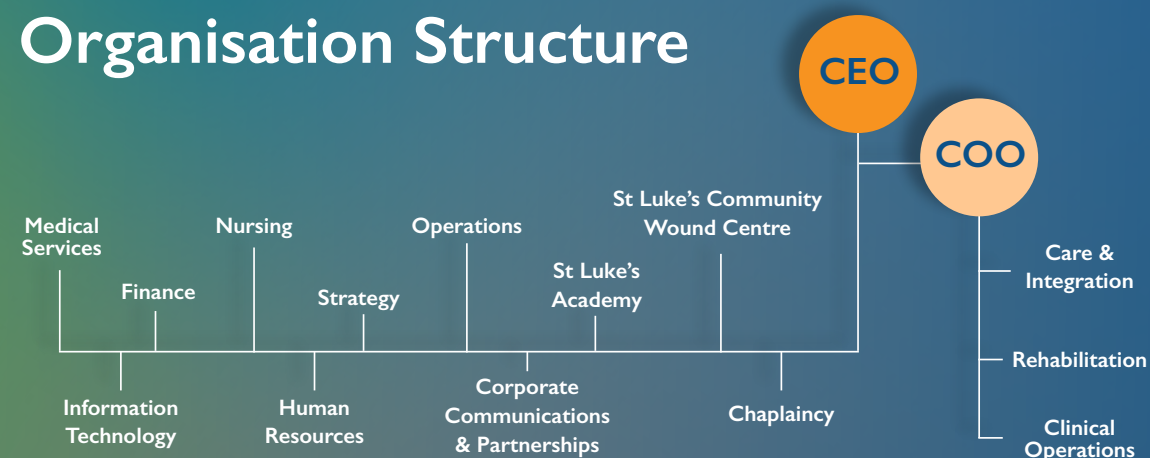 Organisation Structure
CEO
COO
St Luke's Community
Wound Centre
Medical
Services
Nursing
Operations
Care &
Integration
St Luke's
Academy
Finance
Strategy
Rehabilitation
Corporate
Communications
& Partnerships
Information
Technology
Human
Resources
Chaplaincy
Clinical
Operations